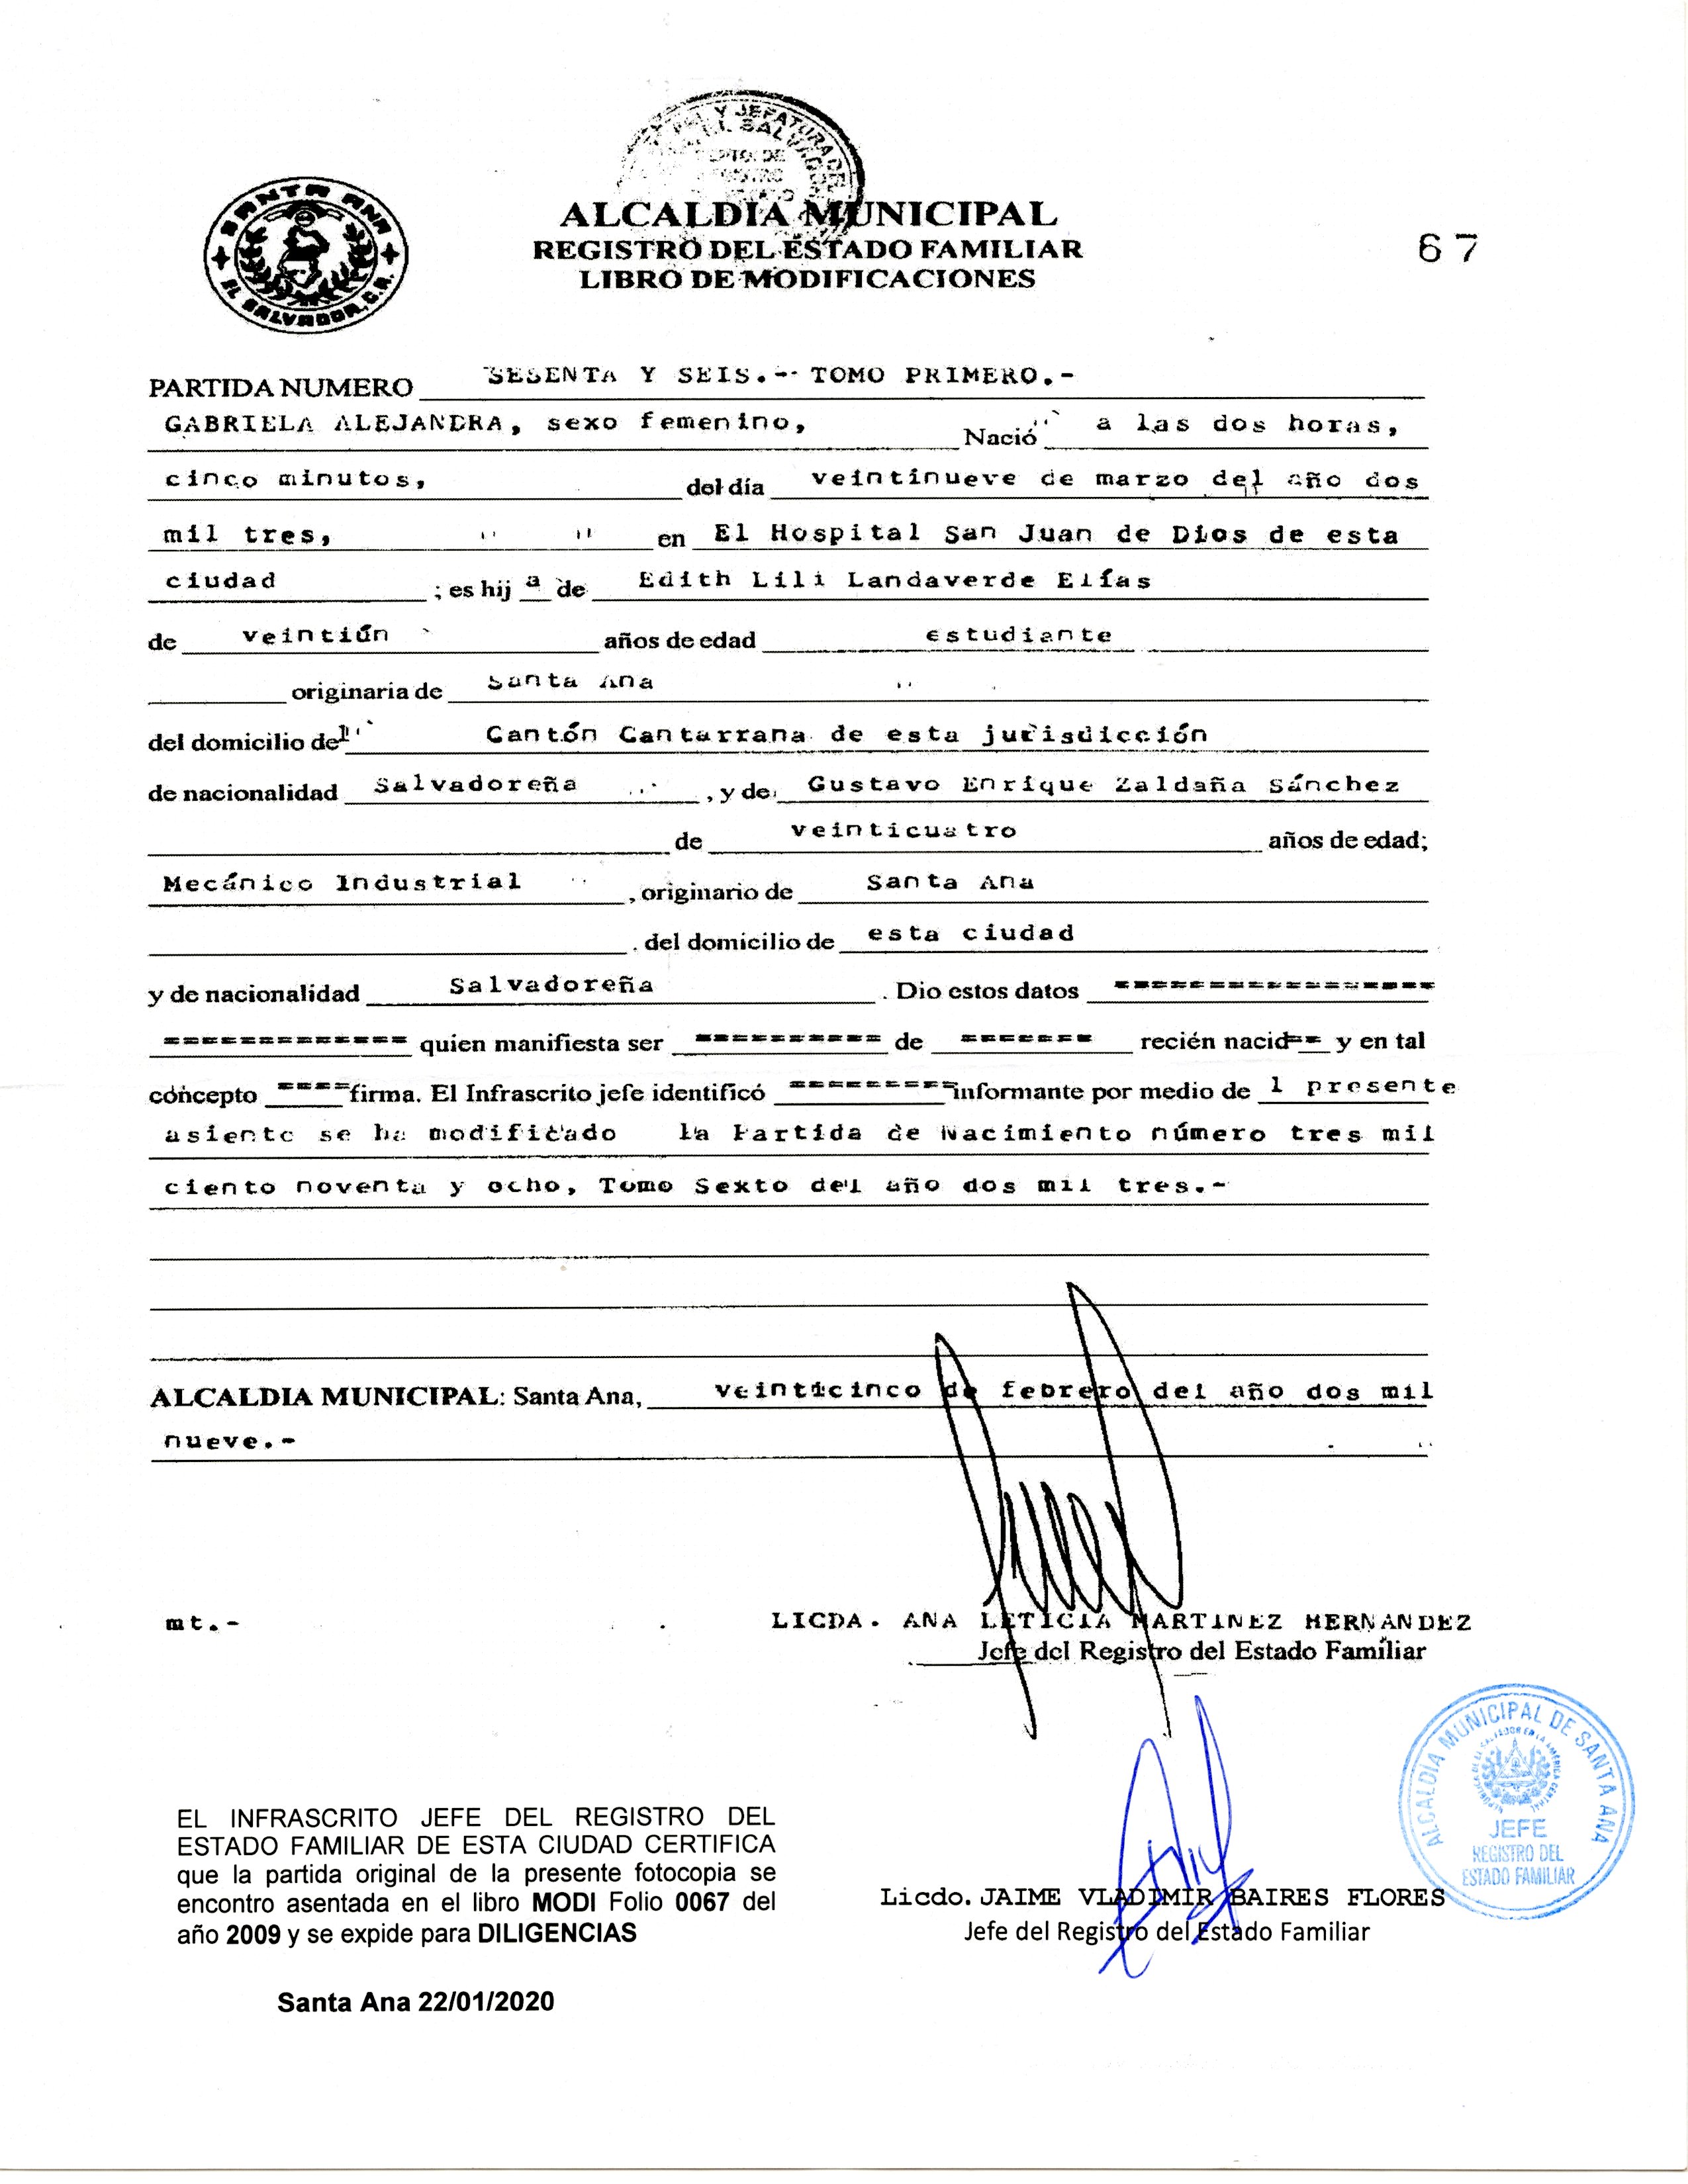 Y JEFATURA DEL
EL SALVADOR
DPTO. DE
SANTA ANA
EL SALVADOR, C.A.
ALCALDIA MUNICIPAL
REGISTRO DEL ESTADO FAMILIAR
LIBRO DE MODIFICACIONES
67
PARTIDA NUMERO SESENTA Y SEIS.-- TOMO PRIMERO.-
GABRIELA ALEJANDRA, sexo femenino, Nació a las dos horas,
cinco minutos, del día veintinueve de marzo del año dos
mil tres, en El Hospital San Juan de Dios de esta
ciudad ; es hij a de Edith Lili Landaverde Elías
de veintiún años de edad estudiante
originaria de Santa Ana
del domicilio del Cantón Cantarrana de esta jurisdicción
de nacionalidad Salvadoreña , y de Gustavo Enrique Zaldaña Sánchez
de veinticuatro años de edad;
Mecánico Industrial , originario de Santa Ana
. del domicilio de esta ciudad
y de nacionalidad Salvadoreña . Dio estos datos =================
============= quien manifiesta ser ========== de ======= recién nacid== y en tal
concepto ====firma. El Infrascrito jefe identificó =========informante por medio de l presente
asiento se ha modificado la Partida de Nacimiento número tres mil
ciento noventa y ocho, Tomo Sexto del año dos mil tres.-
ALCALDIA MUNICIPAL: Santa Ana, veinticinco de febrero del año dos mil
nueve.-
mt.- LICDA. ANA LETICIA MARTINEZ HERNANDEZ
Jefe del Registro del Estado Familiar
ALCALDÍA MUNICIPAL DE SANTA ANA
JEFE
REGISTRO DEL
ESTADO FAMILIAR
EL INFRASCRITO JEFE DEL REGISTRO DEL
ESTADO FAMILIAR DE ESTA CIUDAD CERTIFICA
que la partida original de la presente fotocopia se
encontro asentada en el libro MODI Folio 0067 del
año 2009 y se expide para DILIGENCIAS
Licdo. JAIME VLADIMIR BAIRES FLORES
Jefe del Registro del Estado Familiar
Santa Ana 22/01/2020